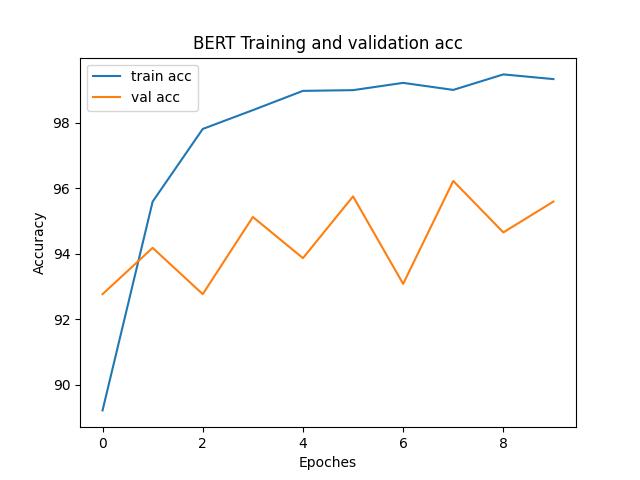 BERT Training and validation acc
train acc
val acc
98
96
94
92
90
Accuracy
0 2 4 6 8
Epoches